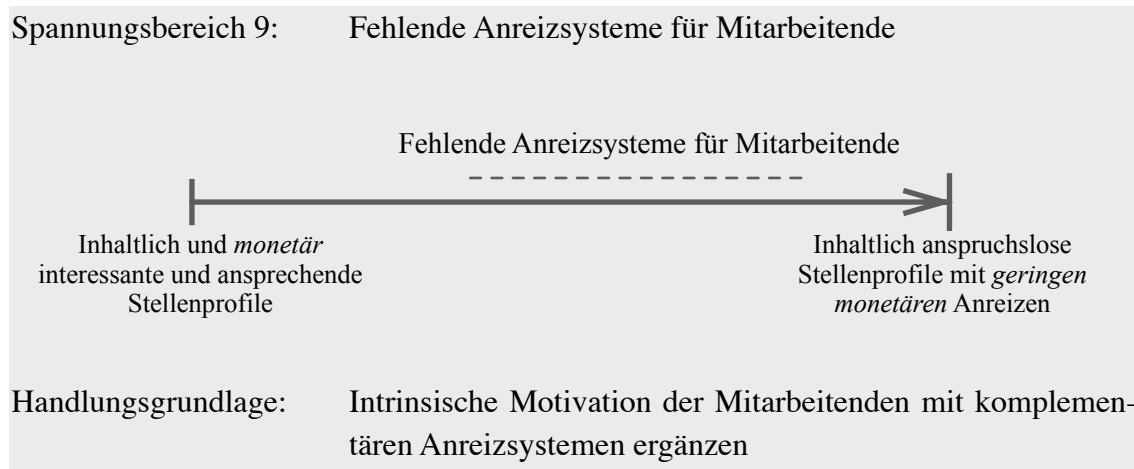 Spannungsbereich 9: Fehlende Anreizsysteme für Mitarbeitende
Fehlende Anreizsysteme für Mitarbeitende
Inhaltlich und monetär
interessante und ansprechende
Stellenprofile
Inhaltlich anspruchslose
Stellenprofile mit geringen
monetären Anreizen
Handlungsgrundlage: Intrinsische Motivation der Mitarbeitenden mit komplemen-
tären Anreizsystemen ergänzen